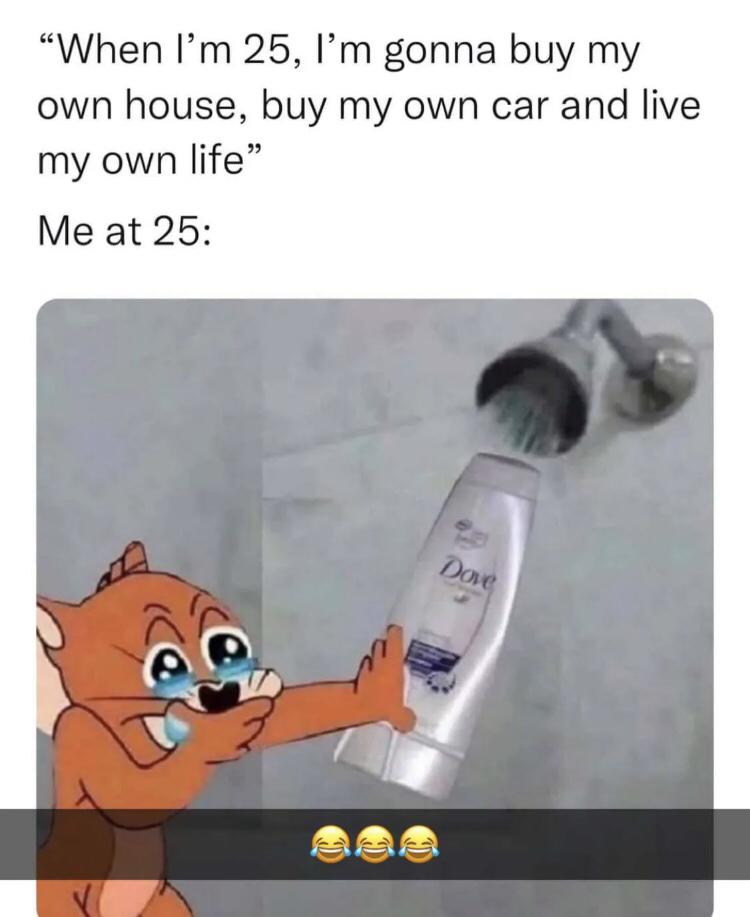 “When I’m 25, I’m gonna buy my
own house, buy my own car and live
my own life”
Me at 25:
Dove
😂😂😂